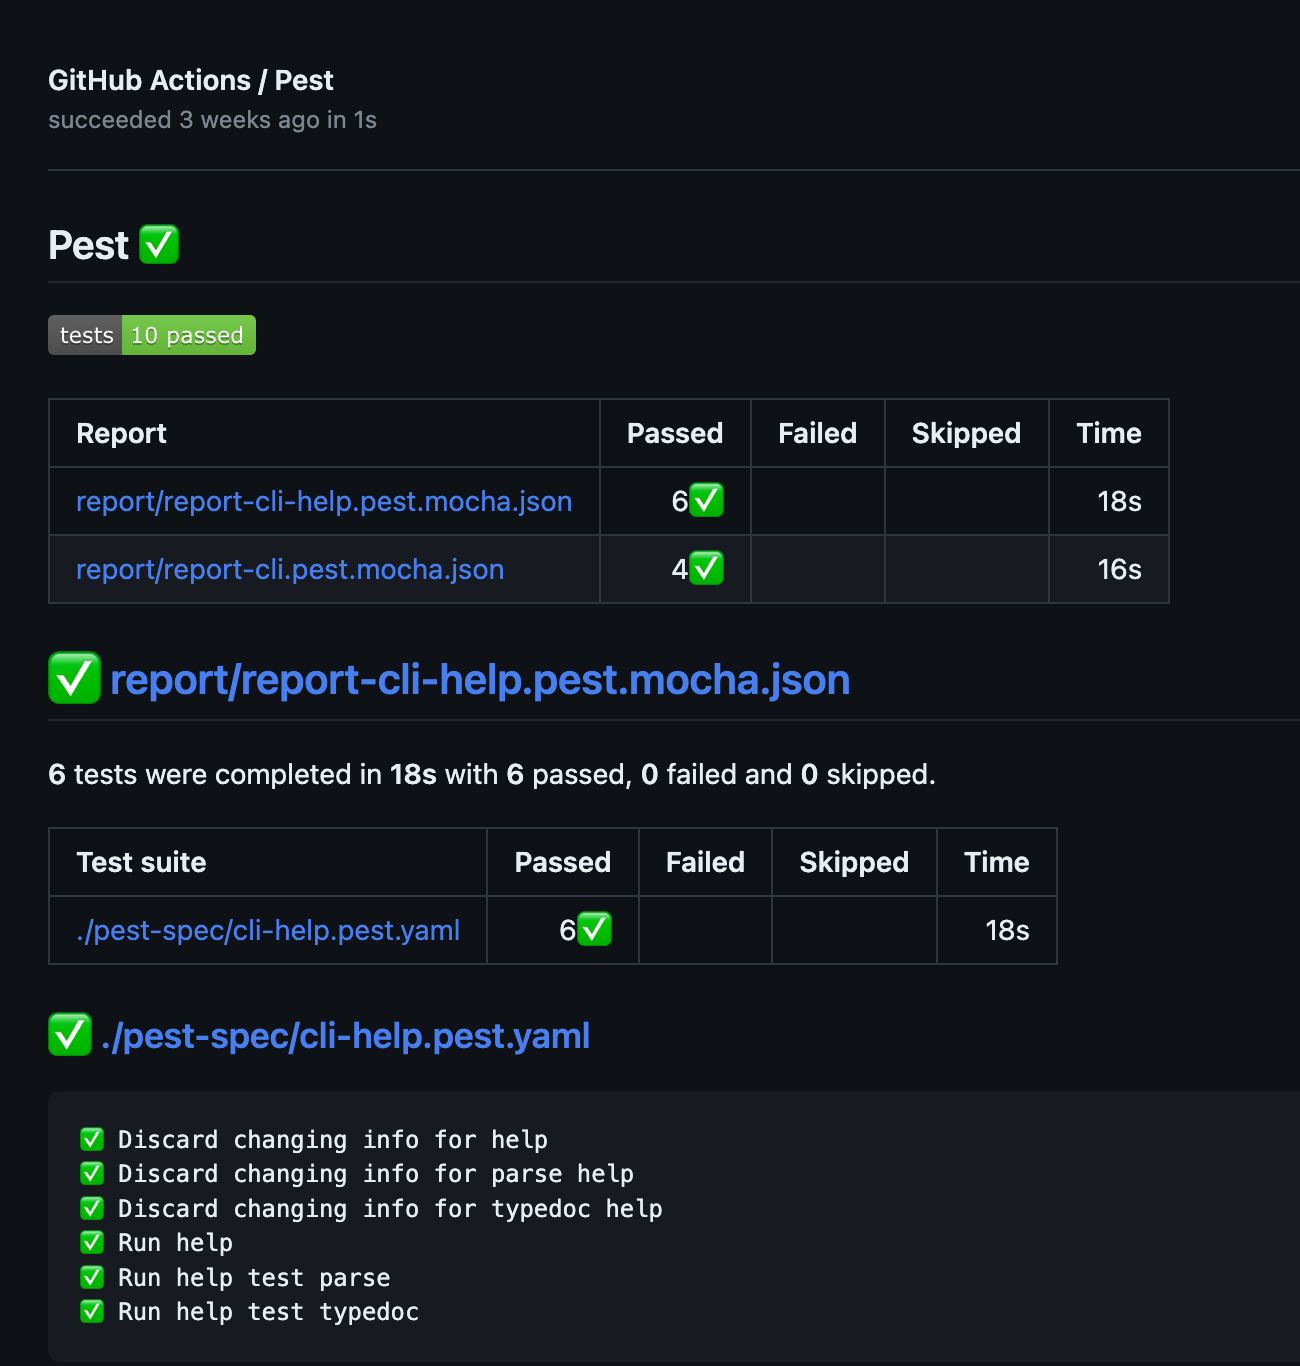 GitHub Actions / Pest
succeeded 3 weeks ago in 1s
Pest ✅
tests 10 passed
Report Passed Failed Skipped Time
report/report-cli-help.pest.mocha.json 6✅ 18s
report/report-cli.pest.mocha.json 4✅ 16s
✅ report/report-cli-help.pest.mocha.json
6 tests were completed in 18s with 6 passed, 0 failed and 0 skipped.
Test suite Passed Failed Skipped Time
./pest-spec/cli-help.pest.yaml 6✅ 18s
✅ ./pest-spec/cli-help.pest.yaml
✅ Discard changing info for help
✅ Discard changing info for parse help
✅ Discard changing info for typedoc help
✅ Run help
✅ Run help test parse
✅ Run help test typedoc